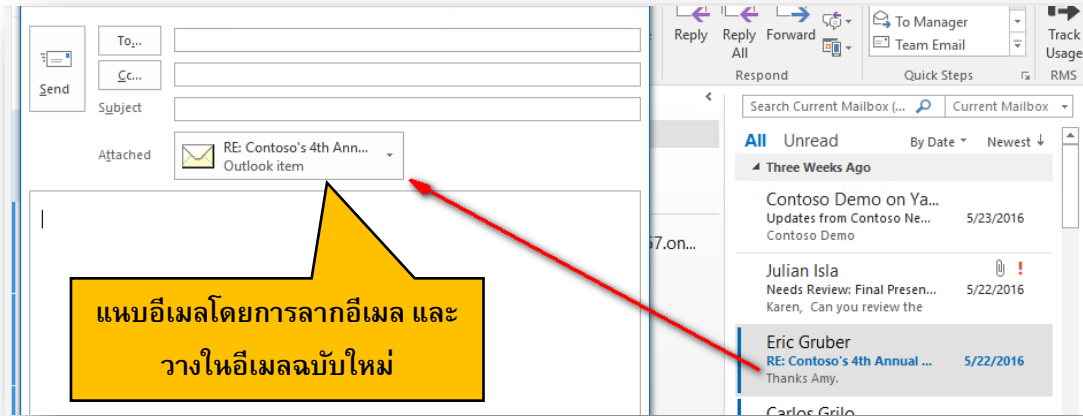 To...
Cc...
Send
Subject
Attached
RE: Contoso's 4th Ann...
Outlook item
แนบอีเมลโดยการลากอีเมล และ
วางในอีเมลฉบับใหม่
Reply
Reply
All
Forward
To Manager
Team Email
Track
Usage
Respond
Quick Steps
RMS
Search Current Mailbox (...
Current Mailbox
All Unread
By Date
Newest
Three Weeks Ago
57.on...
Contoso Demo on Ya...
Updates from Contoso Ne... 5/23/2016
Contoso Demo
Julian Isla
Needs Review: Final Presen... 5/22/2016
Karen, Can you review the
Eric Gruber
RE: Contoso's 4th Annual ... 5/22/2016
Thanks Amy.
Carlos Grilo